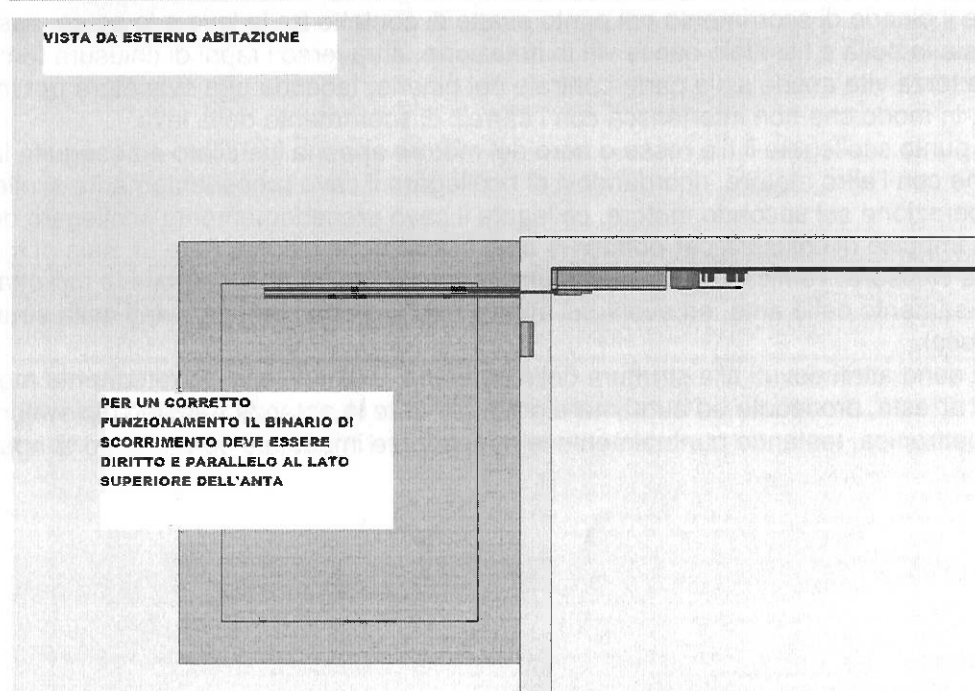 VISTA DA ESTERNO ABITAZIONE
PER UN CORRETTO
FUNZIONAMENTO IL BINARIO DI
SCORRIMENTO DEVE ESSERE
DIRITTO E PARALLELO AL LATO
SUPERIORE DELL'ANTA